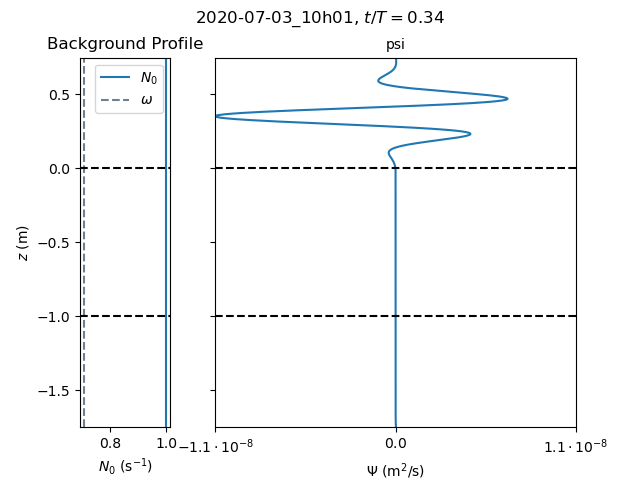 2020-07-03_10h01, t/T = 0.34
Background Profile
psi
N₀
ω
0.5
0.0
−0.5
−1.0
−1.5
z (m)
0.8
1.0
−1.1 · 10⁻⁸
0.0
1.1 · 10⁻⁸
N₀ (s⁻¹)
Ψ (m²/s)